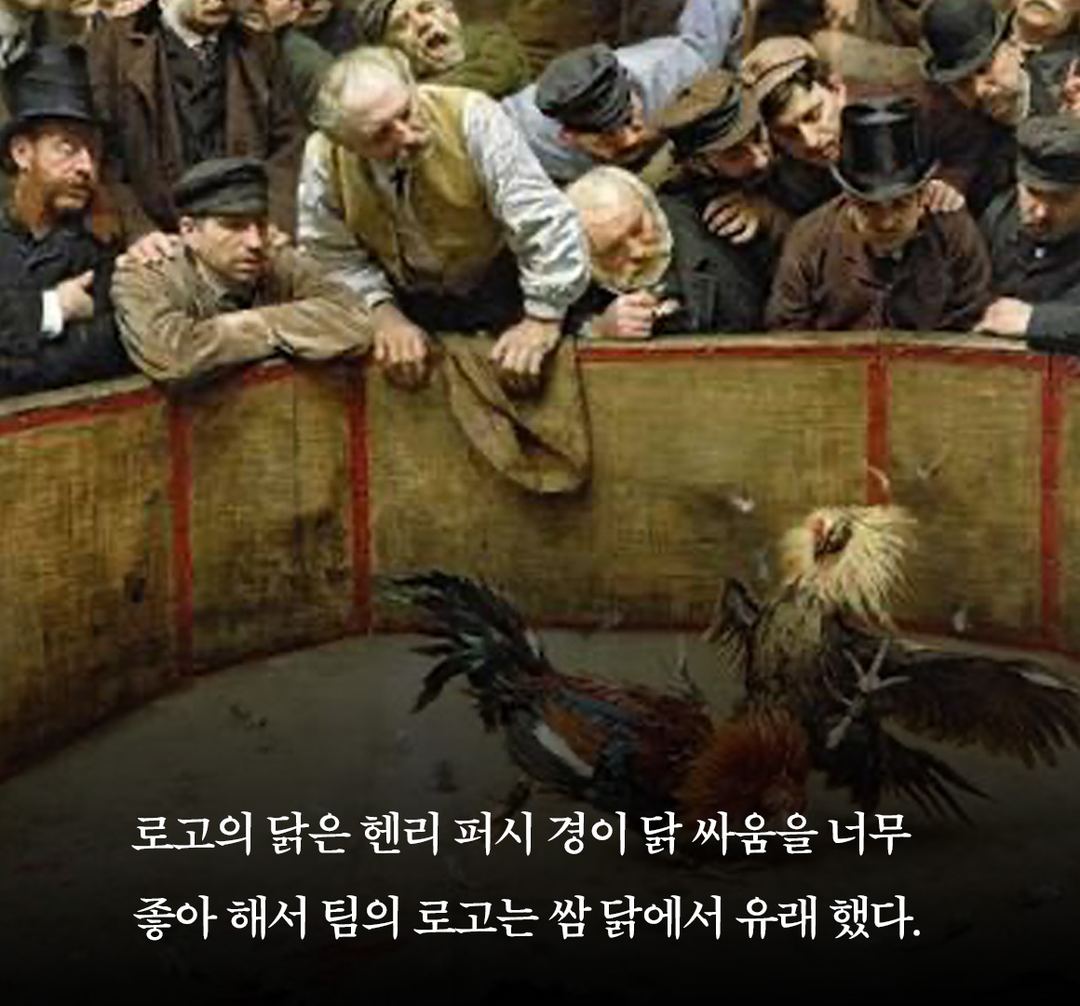 로고의 닭은 헨리 퍼시 경이 닭 싸움을 너무
좋아 해서 팀의 로고는 쌈 닭에서 유래 했다.